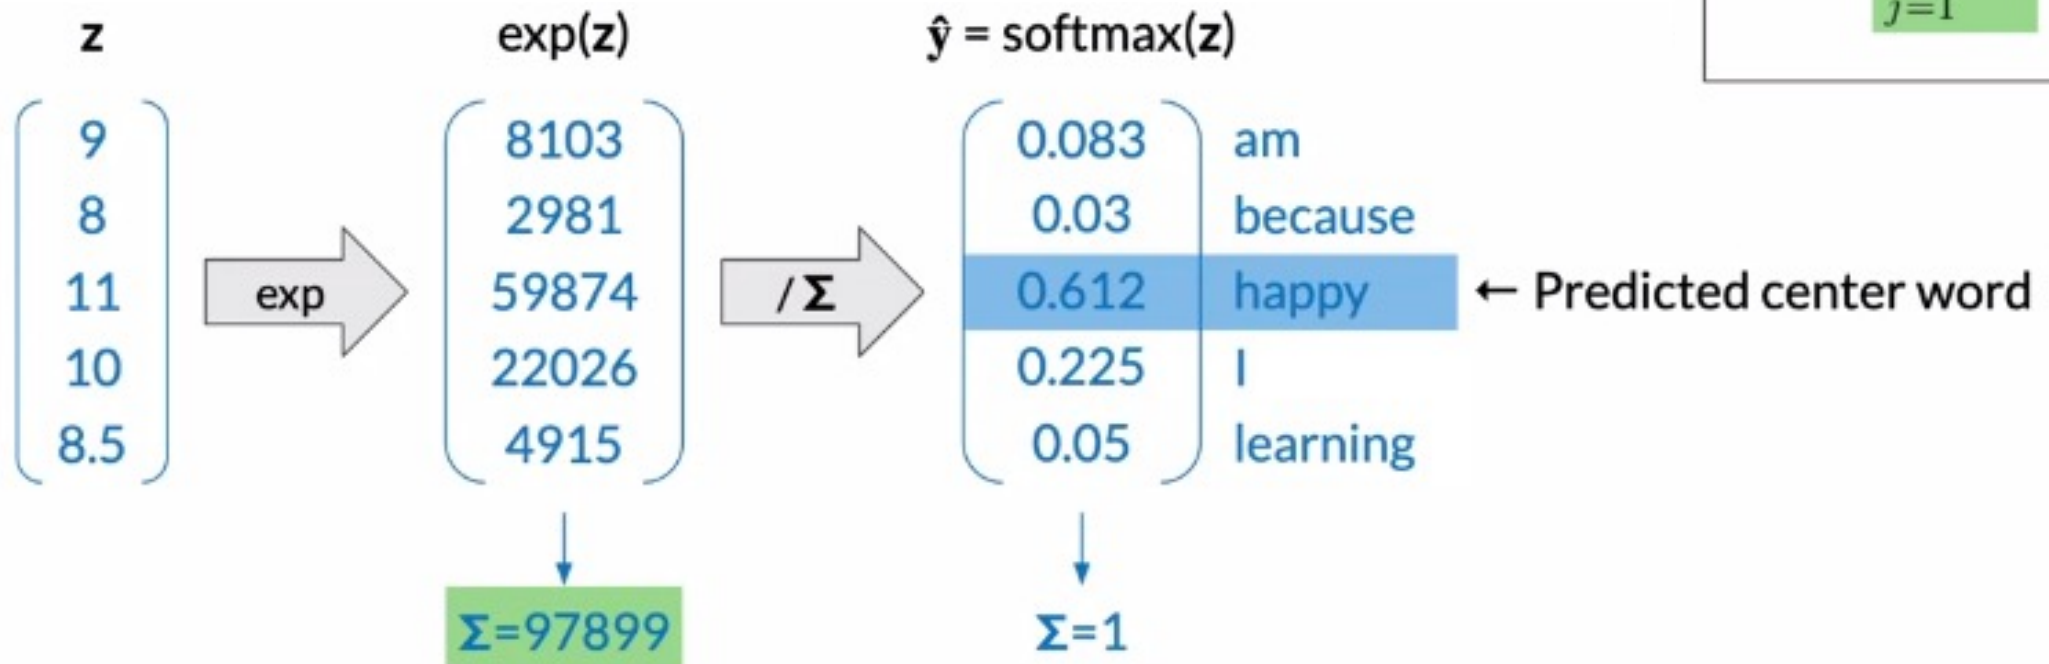 z exp(z) ŷ = softmax(z)
j=1
9 8103 0.083 am
8 2981 0.03 because
11 exp 59874 / Σ 0.612 happy ← Predicted center word
10 22026 0.225 I
8.5 4915 0.05 learning
Σ=97899 Σ=1